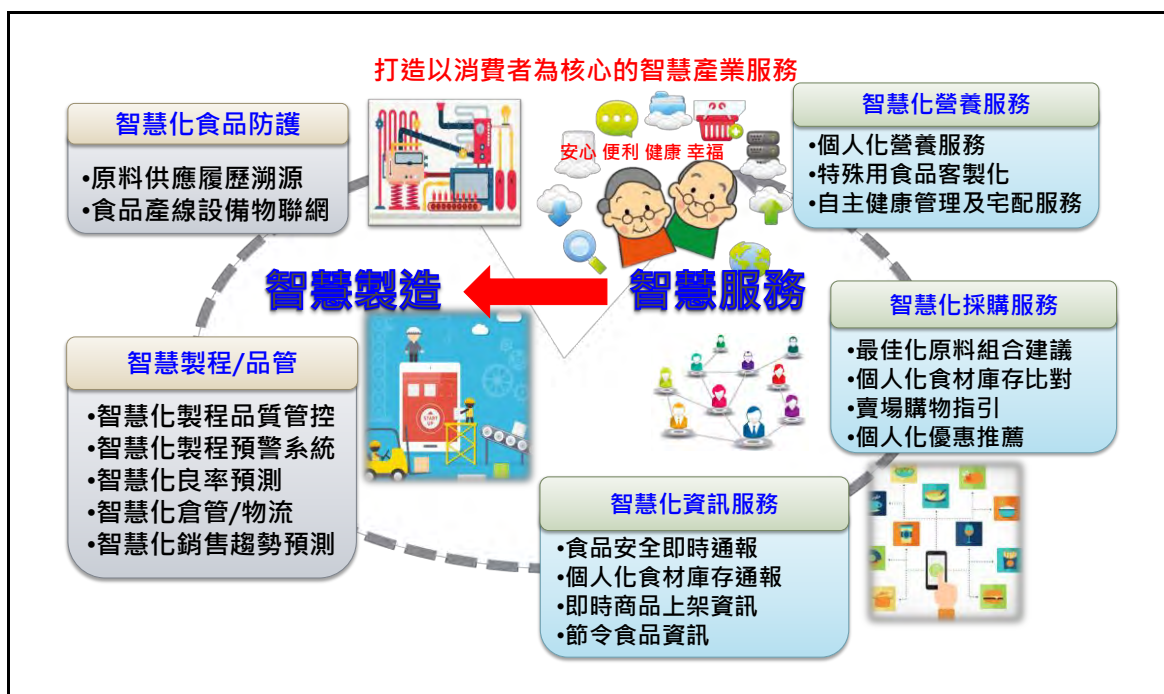 打造以消費者為核心的智慧產業服務
智慧化食品防護
•原料供應履歷溯源
•食品產線設備物聯網
安心 便利 健康 幸福
智慧化營養服務
•個人化營養服務
•特殊用食品客製化
•自主健康管理及宅配服務
智慧製造
智慧服務
智慧化採購服務
•最佳化原料組合建議
•個人化食材庫存比對
•賣場購物指引
•個人化優惠推薦
智慧製程/品管
•智慧化製程品質管控
•智慧化製程預警系統
•智慧化良率預測
•智慧化倉管/物流
•智慧化銷售趨勢預測
START
UP
智慧化資訊服務
•食品安全即時通報
•個人化食材庫存通報
•即時商品上架資訊
•節令食品資訊